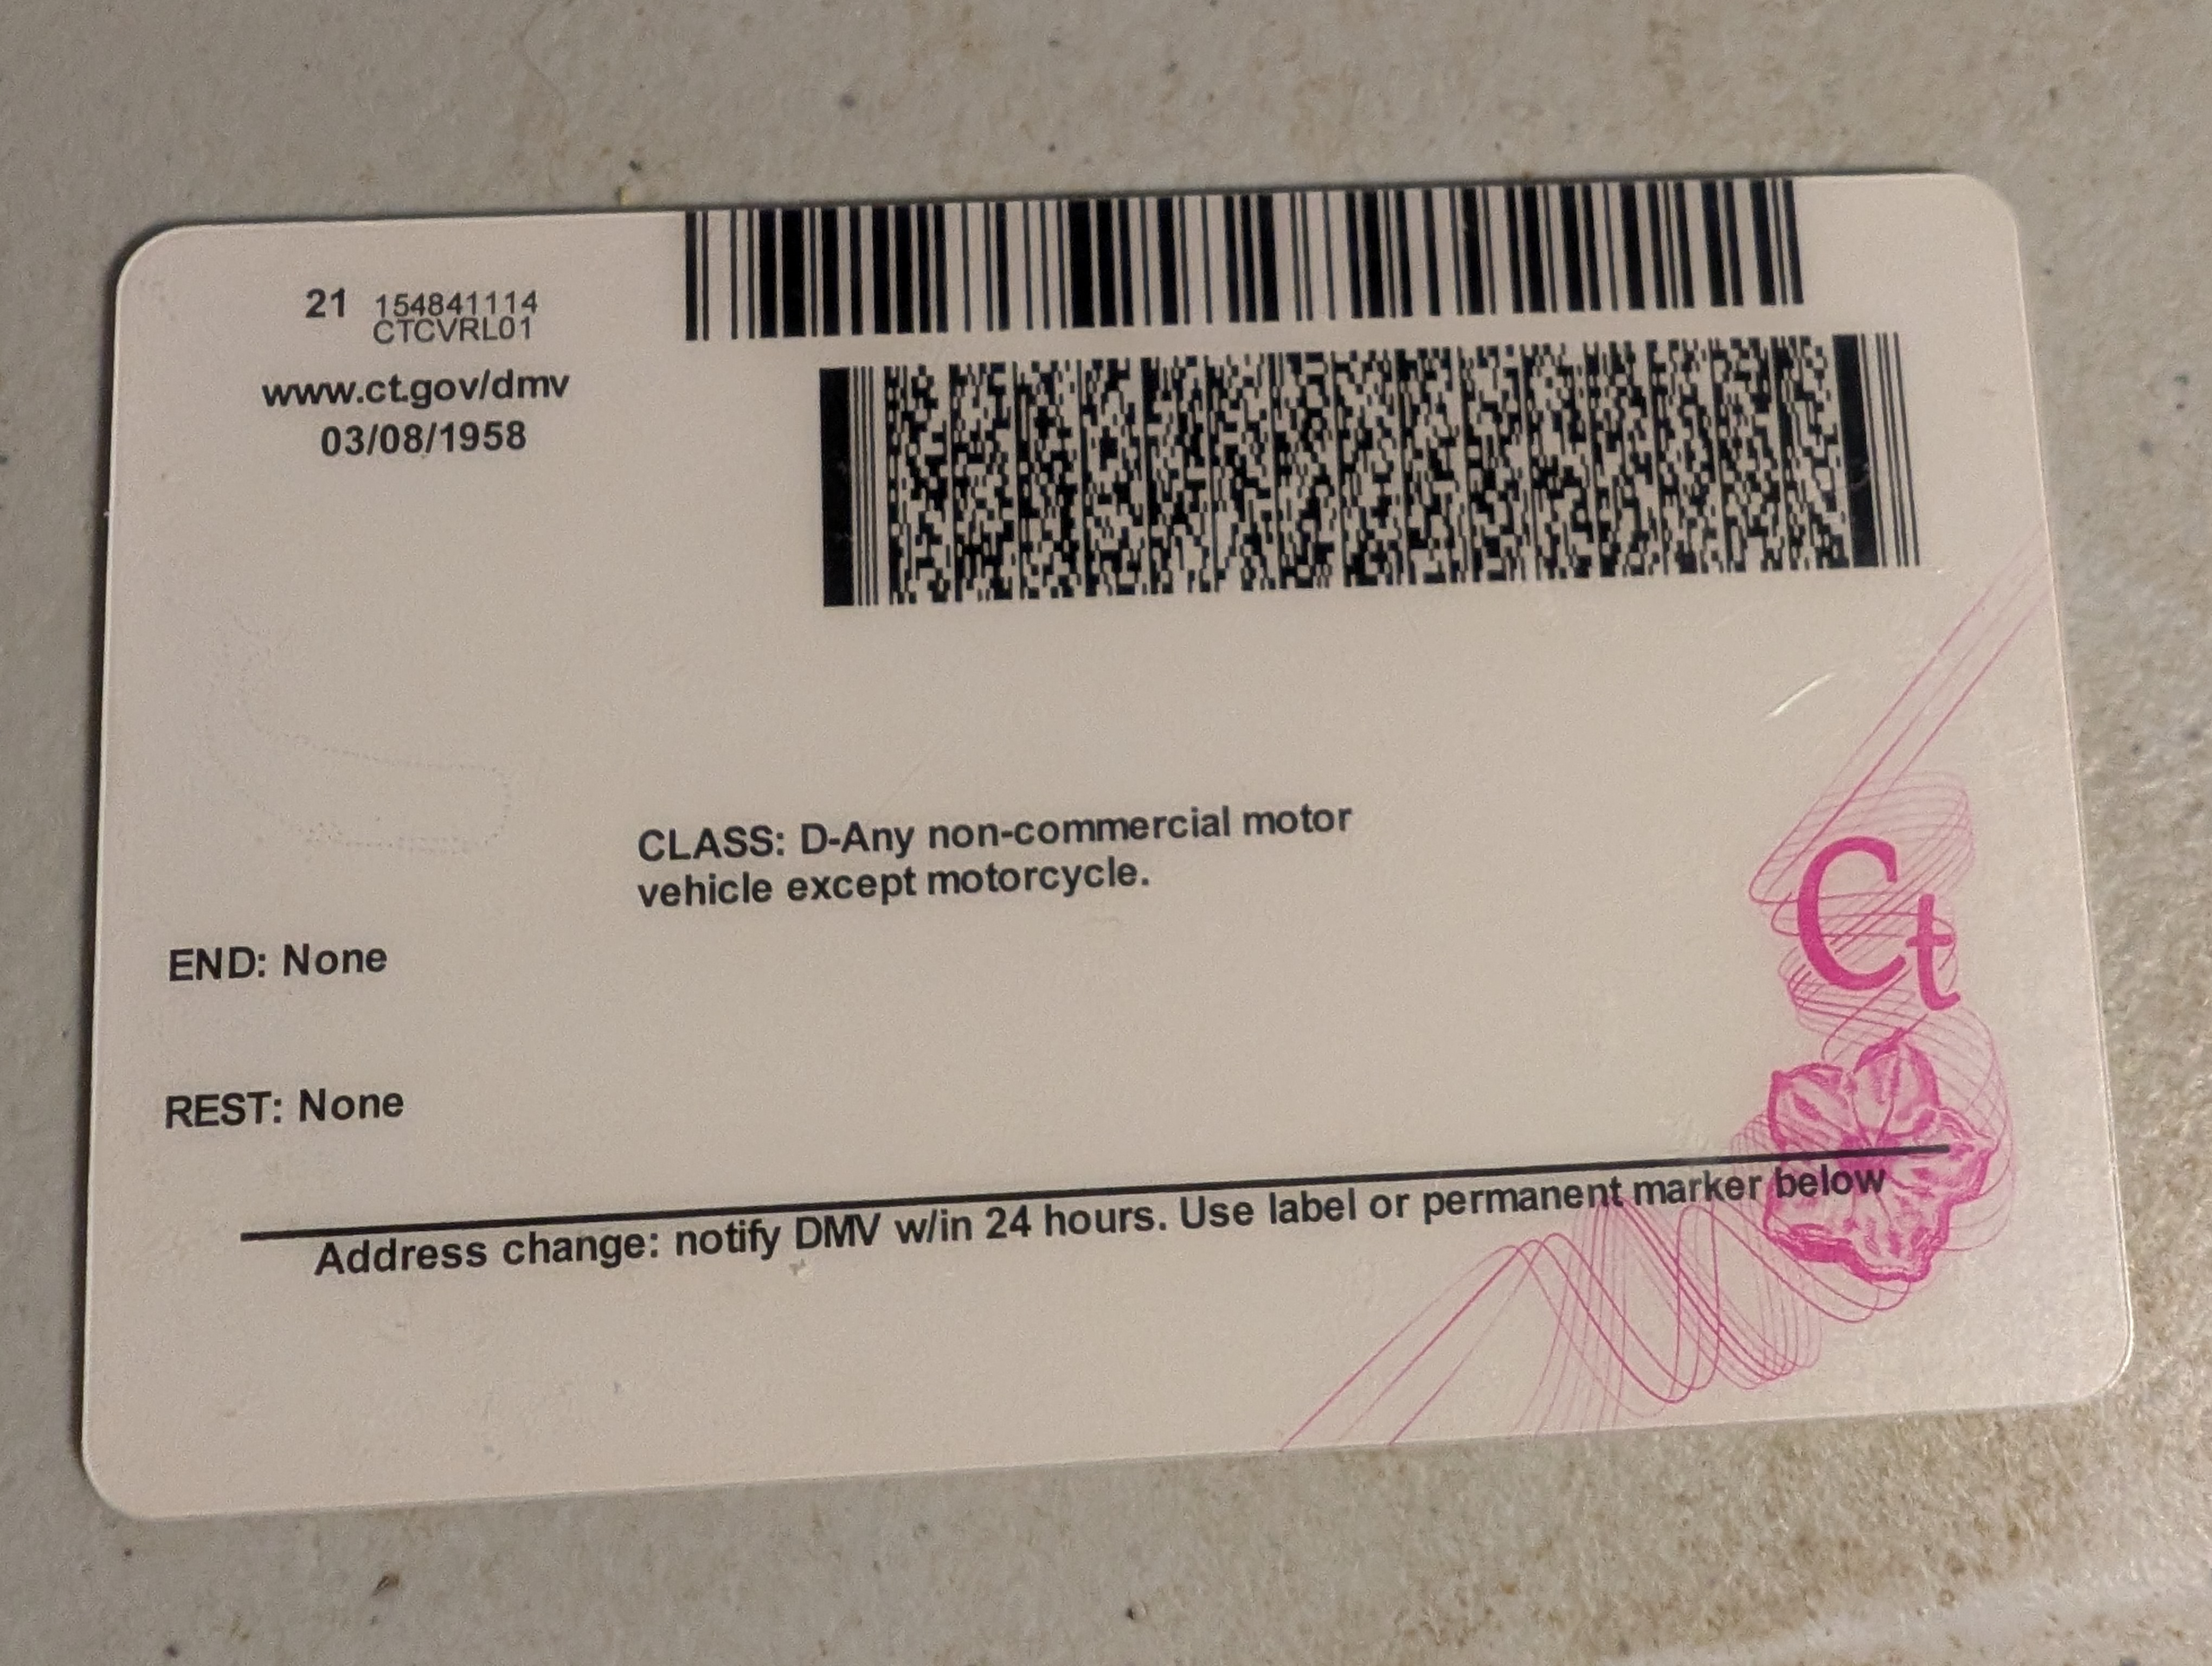 21 154841114
CTCVRL01
www.ct.gov/dmv
03/08/1958
CLASS: D-Any non-commercial motor
vehicle except motorcycle.
END: None
REST: None
Address change: notify DMV w/in 24 hours. Use label or permanent marker below
Ct